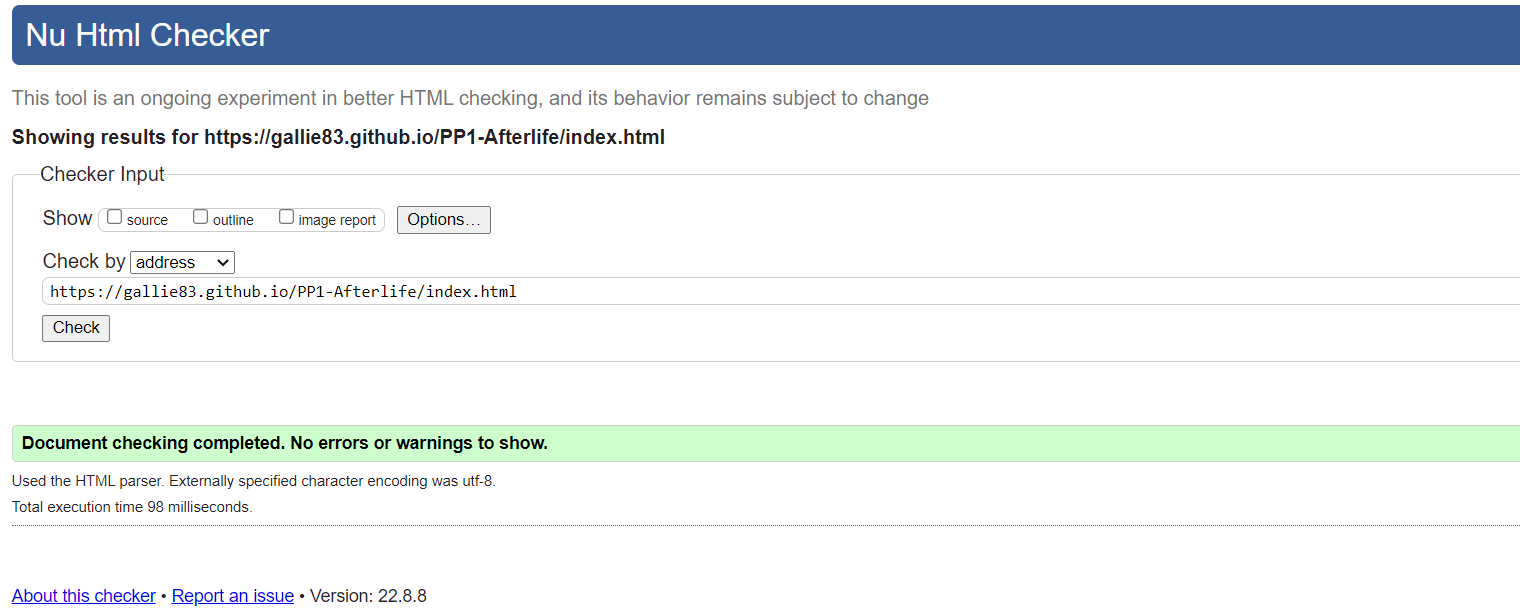 Nu Html Checker
This tool is an ongoing experiment in better HTML checking, and its behavior remains subject to change
Showing results for https://gallie83.github.io/PP1-Afterlife/index.html
Checker Input
Show source outline image report Options…
Check by address
https://gallie83.github.io/PP1-Afterlife/index.html
Check
Document checking completed. No errors or warnings to show.
Used the HTML parser. Externally specified character encoding was utf-8.
Total execution time 98 milliseconds.
About this checker • Report an issue • Version: 22.8.8